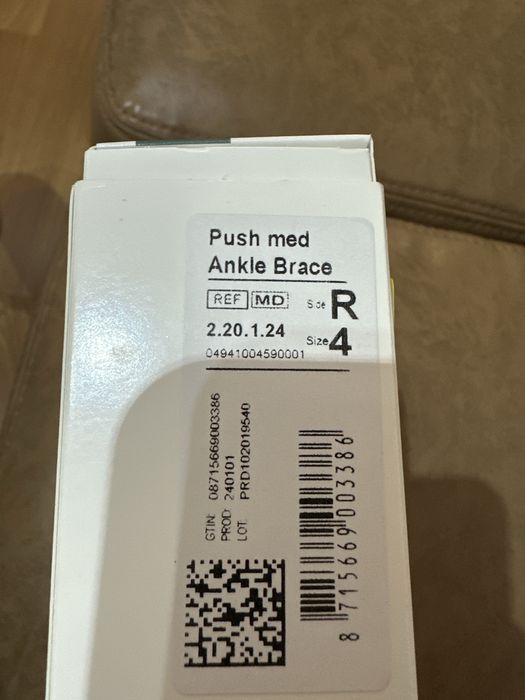 Push med
Ankle Brace
REF MD Side R
2.20.1.24 Size 4
04941004590001
GTIN: 08715669003386
PROD: 240101
LOT: PRD102019540
8 715669 003386